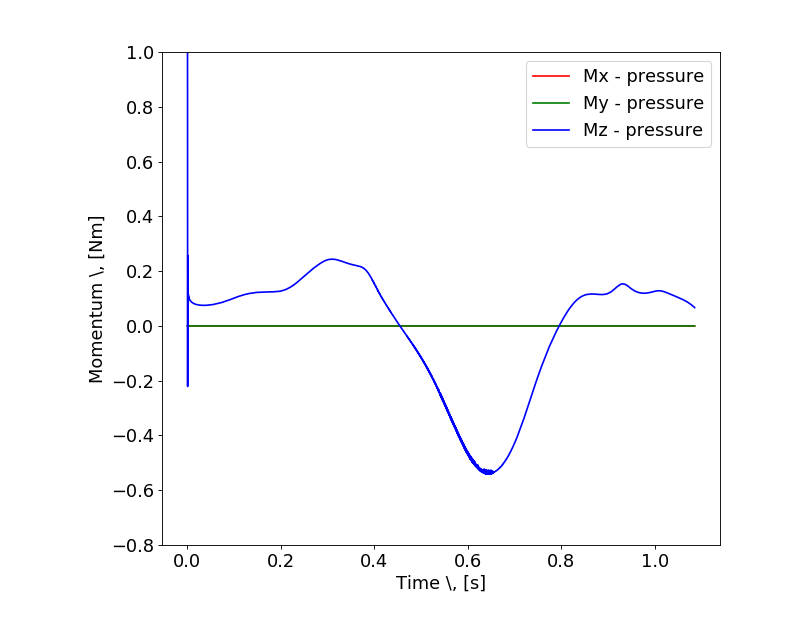 1.0
0.8
0.6
0.4
0.2
0.0
−0.2
−0.4
−0.6
−0.8
Momentum \, [Nm]
Mx - pressure
My - pressure
Mz - pressure
0.0 0.2 0.4 0.6 0.8 1.0
Time \, [s]